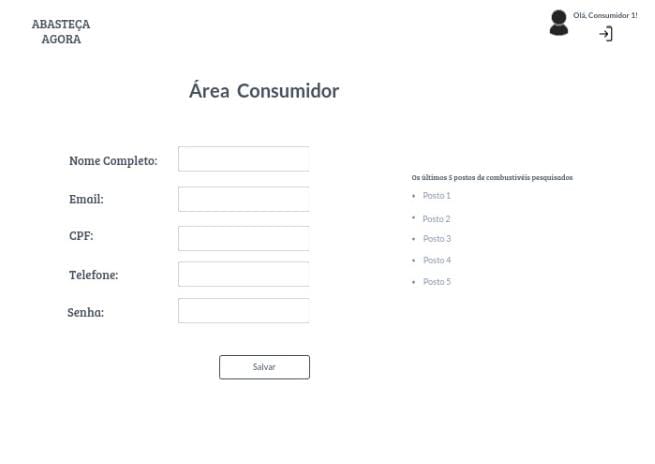 ABASTEÇA
AGORA
Olá, Consumidor 1!
Área Consumidor
Nome Completo:
Email:
CPF:
Telefone:
Senha:
Salvar
Os últimos 5 postos de combustivéis pesquisados
Posto 1
Posto 2
Posto 3
Posto 4
Posto 5